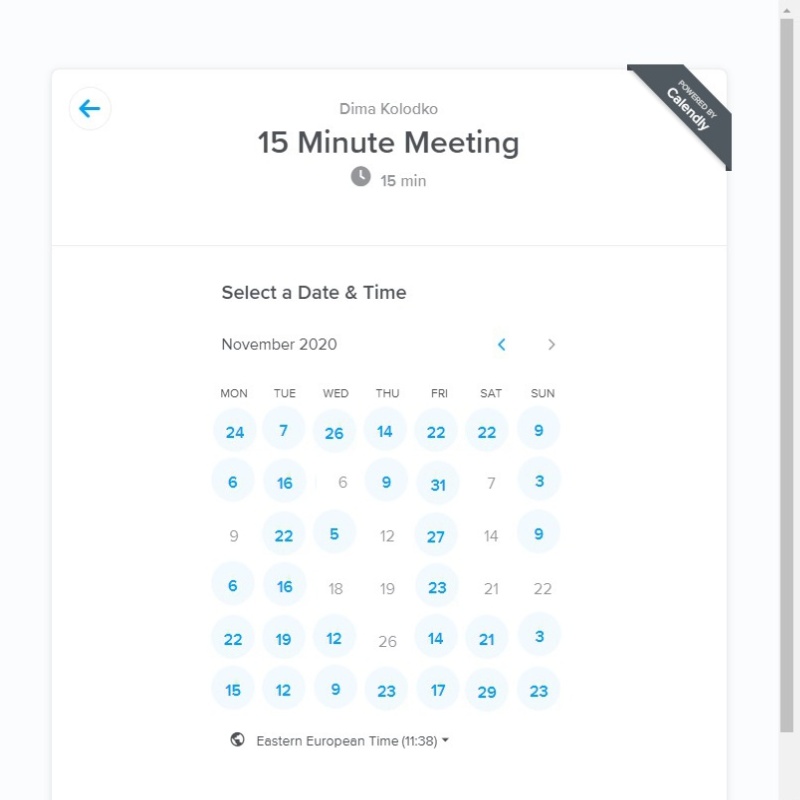 POWERED BY
Calendly
Dima Kolodko
15 Minute Meeting
15 min
Select a Date & Time
November 2020
MON TUE WED THU FRI SAT SUN
24 7 26 14 22 22 9
6 16 6 9 31 7 3
9 22 5 12 27 14 9
6 16 18 19 23 21 22
22 19 12 26 14 21 3
15 12 9 23 17 29 23
Eastern European Time (11:38)